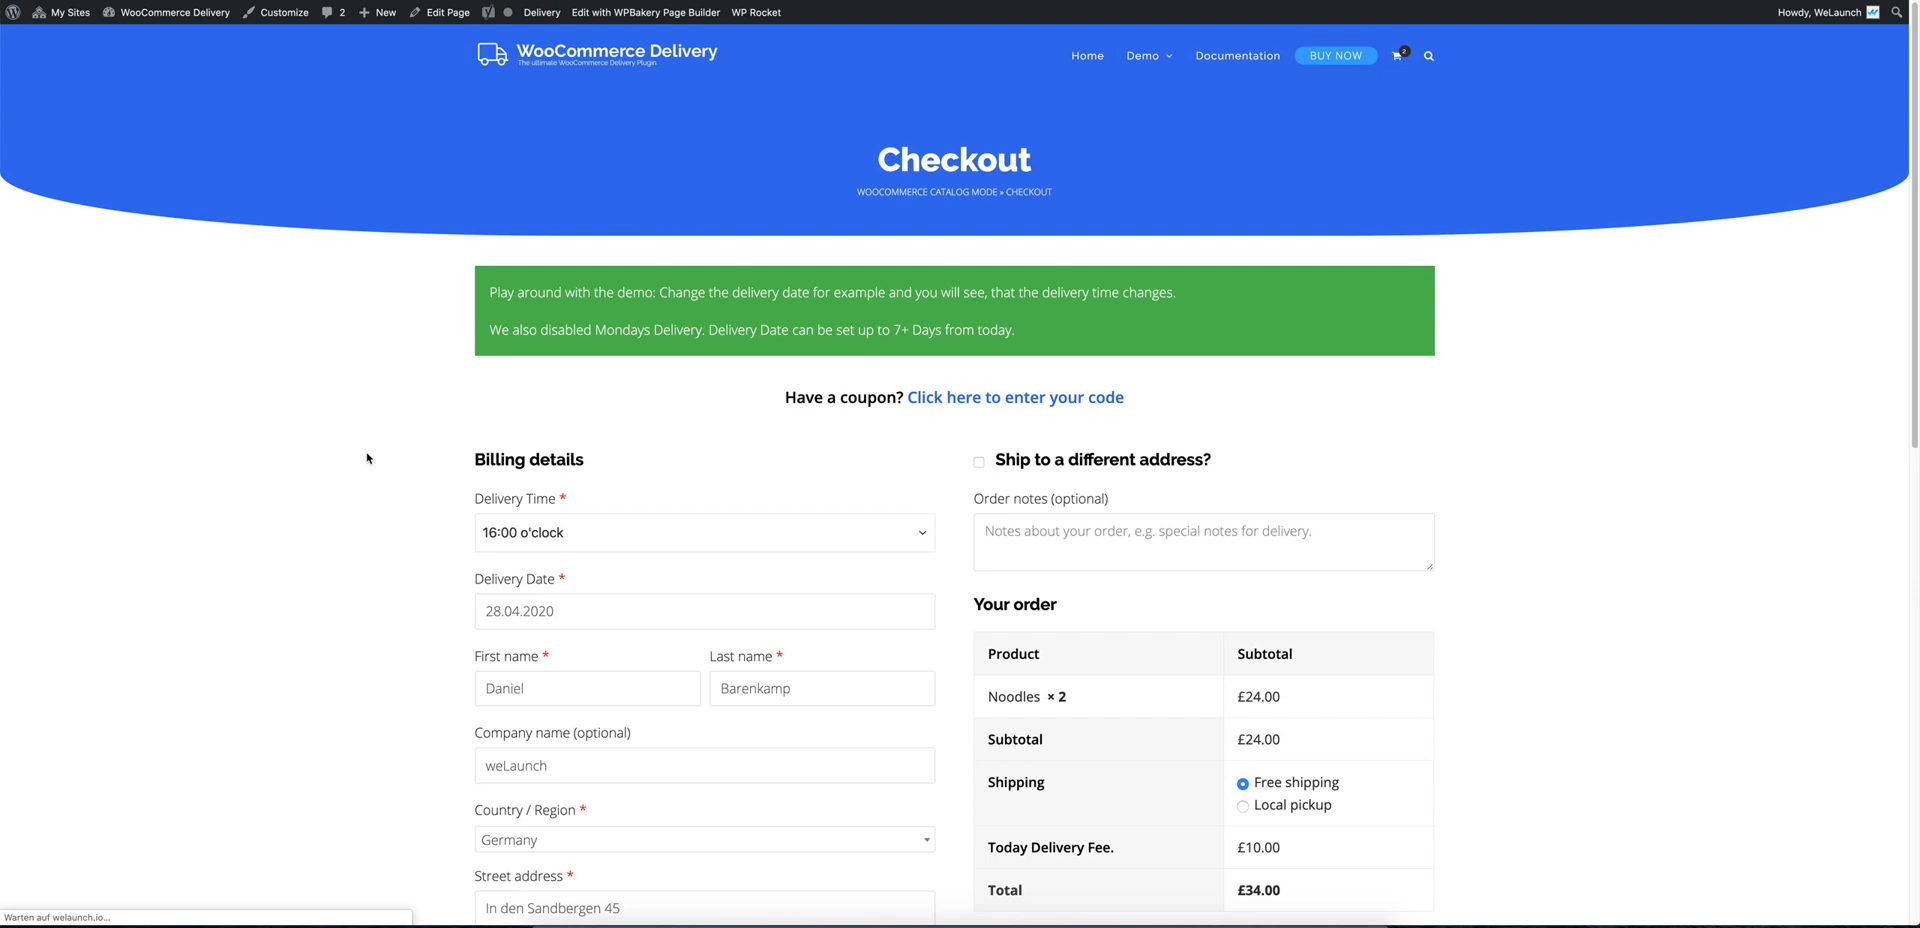 My Sites WooCommerce Delivery Customize 2 New Edit Page Delivery Edit with WPBakery Page Builder WP Rocket Howdy, WeLaunch
WooCommerce Delivery
The ultimate WooCommerce Delivery Plugin
Home Demo Documentation BUY NOW 2
Checkout
WOOCOMMERCE CATALOG MODE » CHECKOUT
Play around with the demo: Change the delivery date for example and you will see, that the delivery time changes.
We also disabled Mondays Delivery. Delivery Date can be set up to 7+ Days from today.
Have a coupon? Click here to enter your code
Billing details
Delivery Time *
16:00 o'clock
Delivery Date *
28.04.2020
First name * Last name *
Daniel Barenkamp
Company name (optional)
weLaunch
Country / Region *
Germany
Street address *
In den Sandbergen 45
Ship to a different address?
Order notes (optional)
Notes about your order, e.g. special notes for delivery.
Your order
Product Subtotal
Noodles × 2 £24.00
Subtotal £24.00
Shipping Free shipping
Local pickup
Today Delivery Fee. £10.00
Total £34.00
Warten auf welaunch.io...